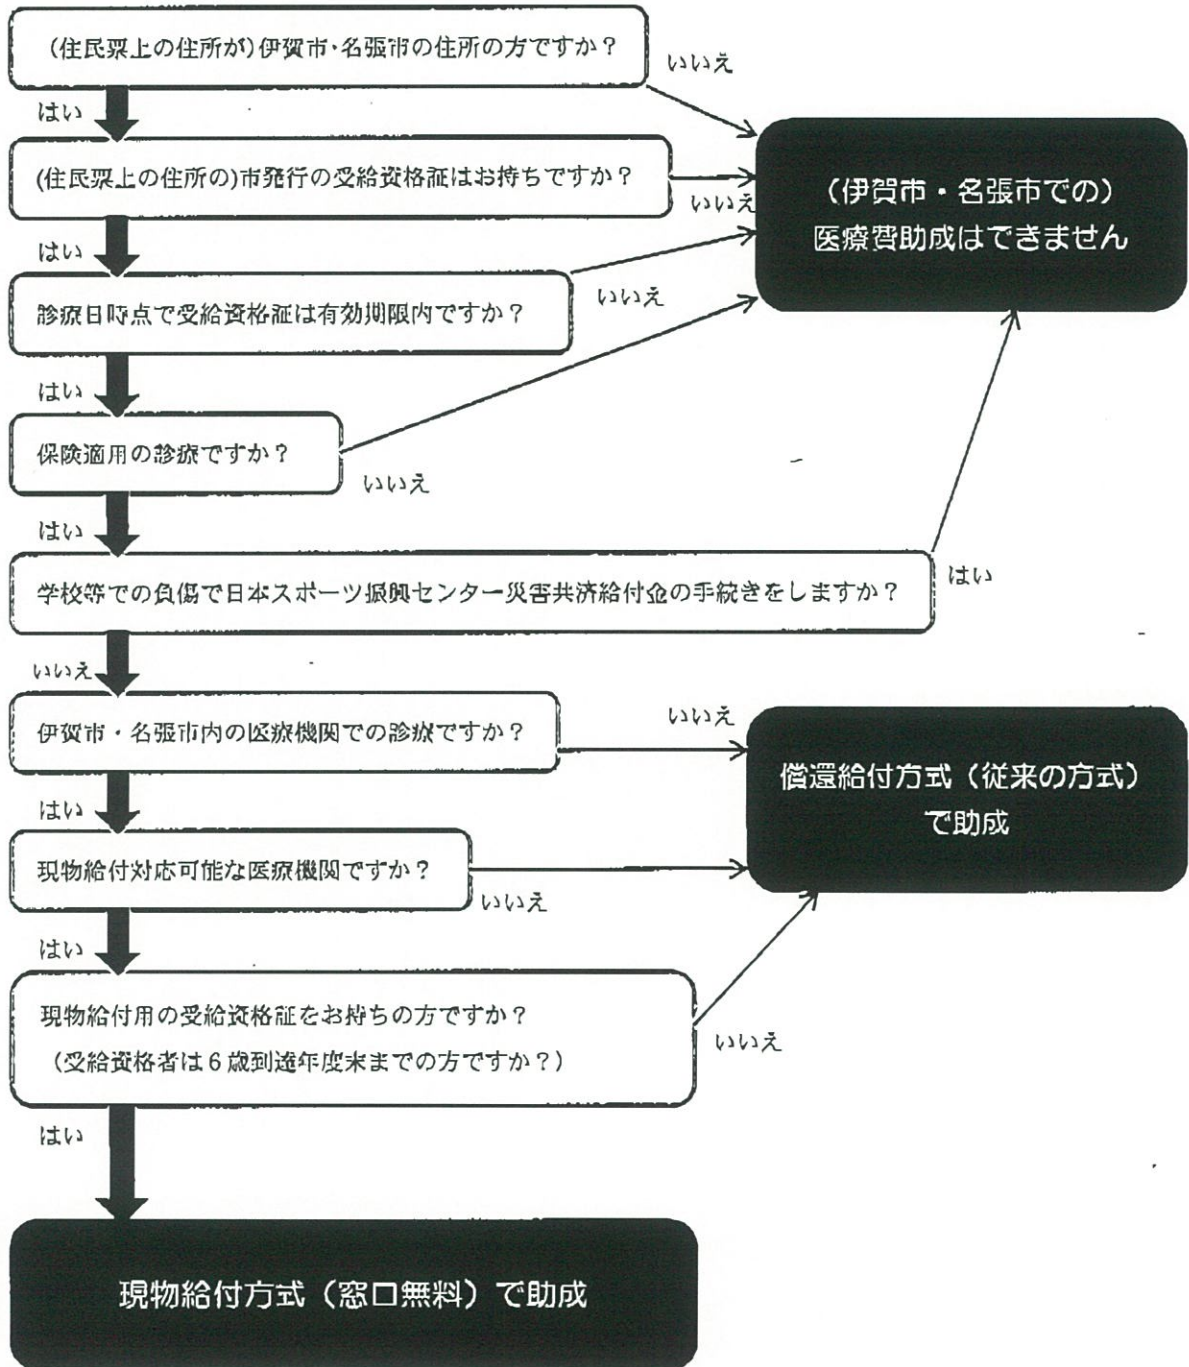 (住民票上の住所が)伊賀市・名張市の住所の方ですか？
いいえ
はい
(住民票上の住所の)市発行の受給資格証はお持ちですか？
いいえ
（伊賀市・名張市での）
医療費助成はできません
はい
診療日時点で受給資格証は有効期限内ですか？
いいえ
はい
保険適用の診療ですか？
いいえ
はい
学校等での負傷で日本スポーツ振興センター災害共済給付金の手続きをしますか？
はい
いいえ
伊賀市・名張市内の医療機関での診療ですか？
いいえ
償還給付方式（従来の方式）
で助成
はい
現物給付対応可能な医療機関ですか？
いいえ
はい
現物給付用の受給資格証をお持ちの方ですか？
（受給資格者は６歳到達年度末までの方ですか？）
いいえ
はい
現物給付方式（窓口無料）で助成